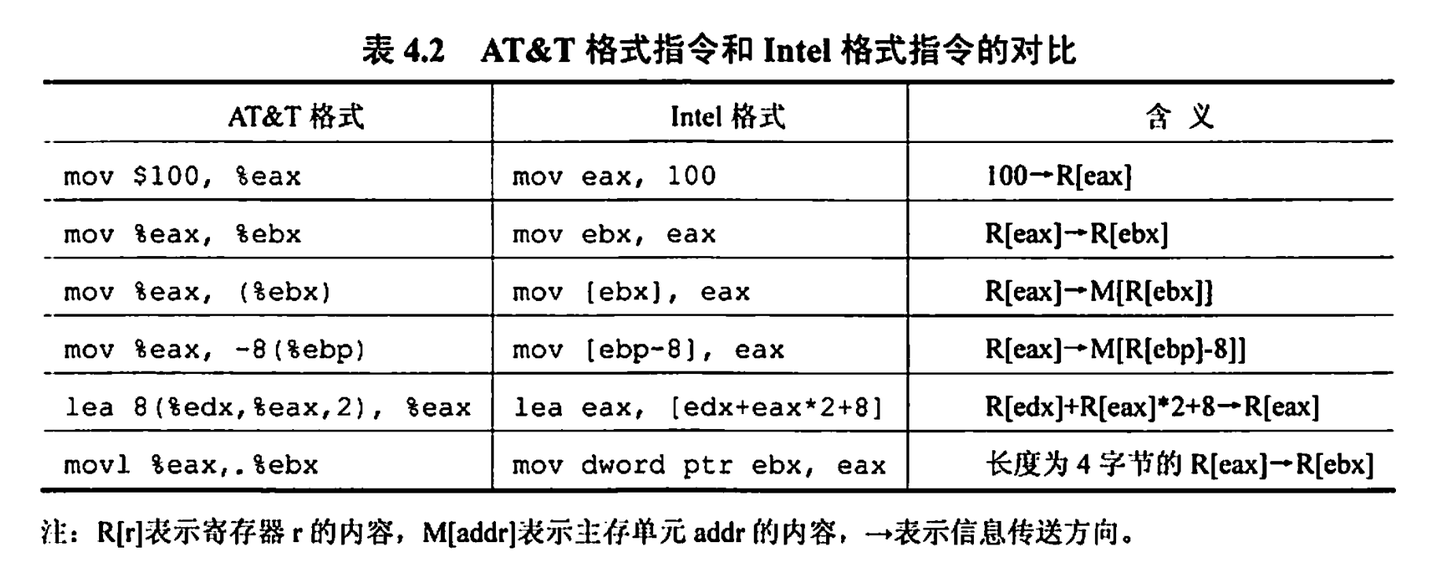 表 4.2 AT&T 格式指令和 Intel 格式指令的对比
AT&T 格式 Intel 格式 含 义
mov $100, %eax mov eax, 100 100→R[eax]
mov %eax, %ebx mov ebx, eax R[eax]→R[ebx]
mov %eax, (%ebx) mov [ebx], eax R[eax]→M[R[ebx]]
mov %eax, -8(%ebp) mov [ebp-8], eax R[eax]→M[R[ebp]-8]]
lea 8(%edx,%eax,2), %eax lea eax, [edx+eax*2+8] R[edx]+R[eax]*2+8→R[eax]
movl %eax, %ebx mov dword ptr ebx, eax 长度为 4 字节的 R[eax]→R[ebx]
注：R[r]表示寄存器 r 的内容，M[addr]表示主存单元 addr 的内容，→表示信息传送方向。